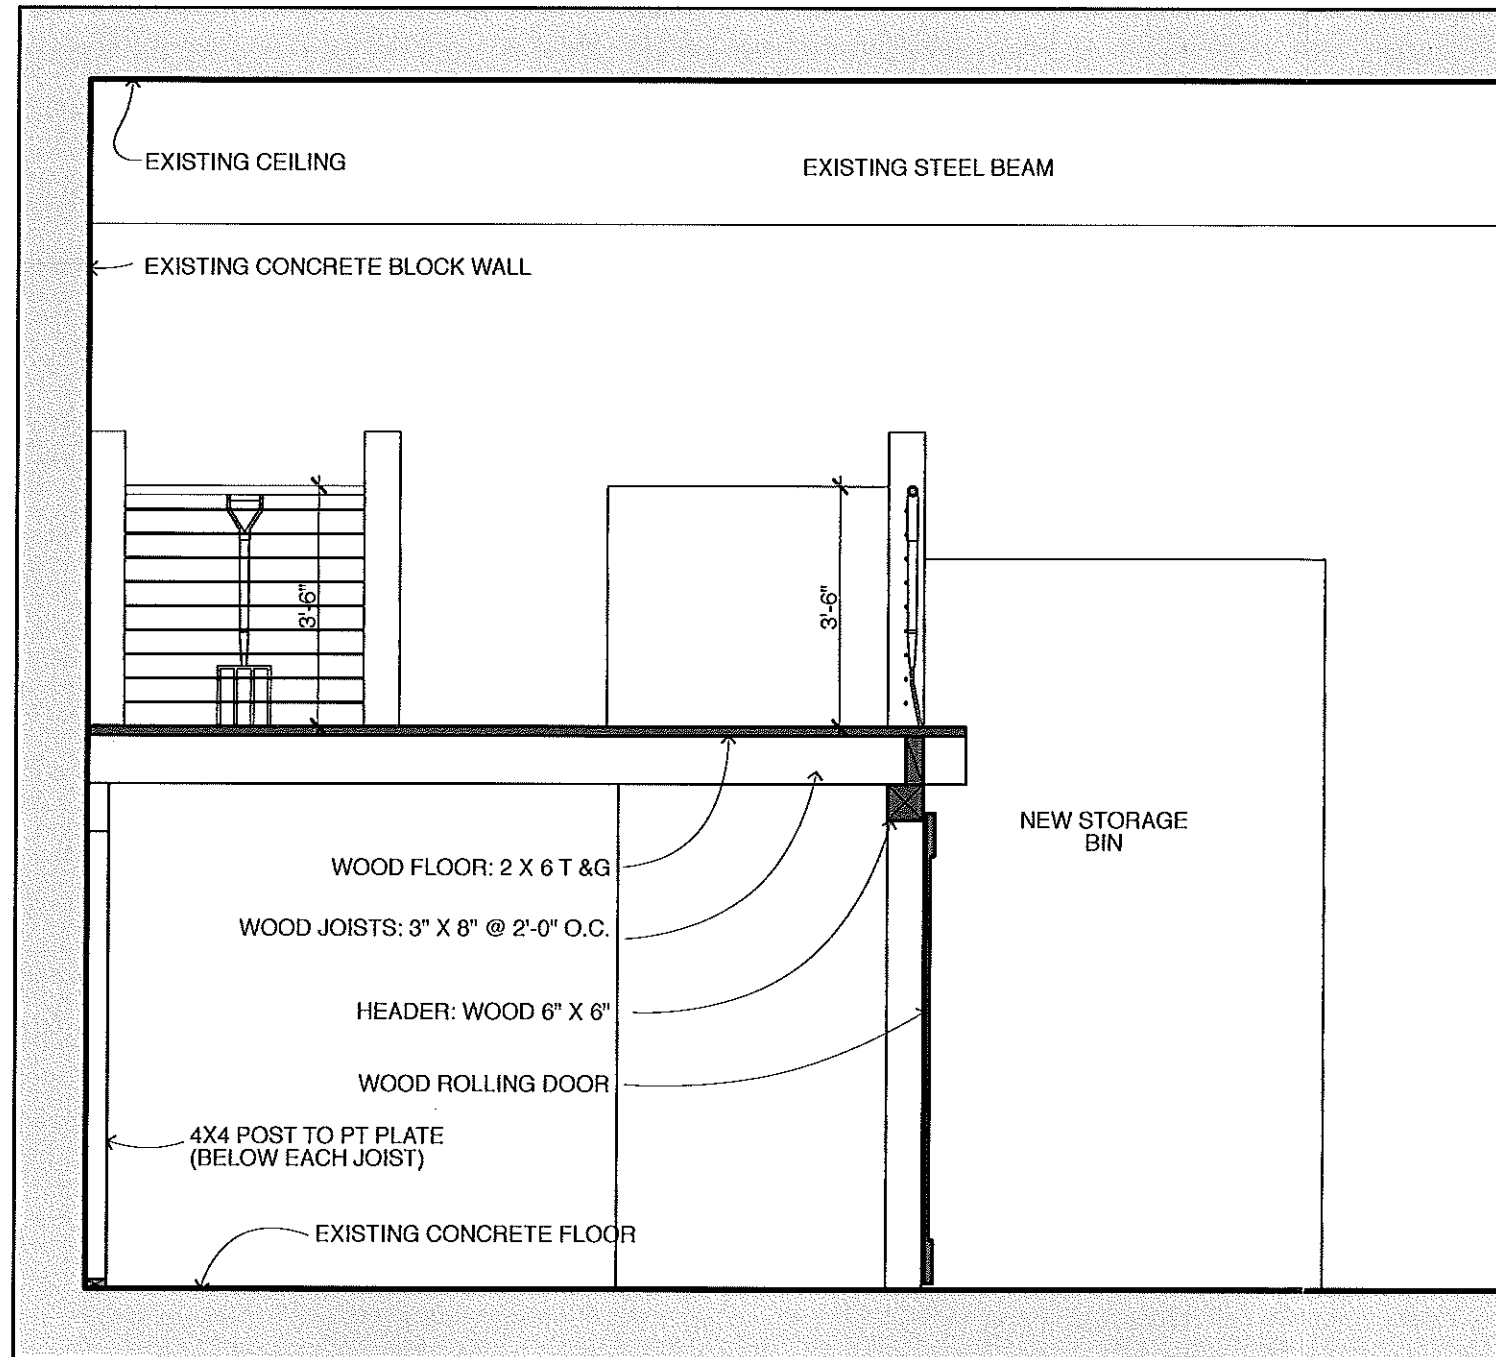 EXISTING CEILING
EXISTING STEEL BEAM
EXISTING CONCRETE BLOCK WALL
3'-6"
3'-6"
NEW STORAGE
BIN
WOOD FLOOR: 2 X 6 T &G
WOOD JOISTS: 3" X 8" @ 2'-0" O.C.
HEADER: WOOD 6" X 6"
WOOD ROLLING DOOR
4X4 POST TO PT PLATE
(BELOW EACH JOIST)
EXISTING CONCRETE FLOOR